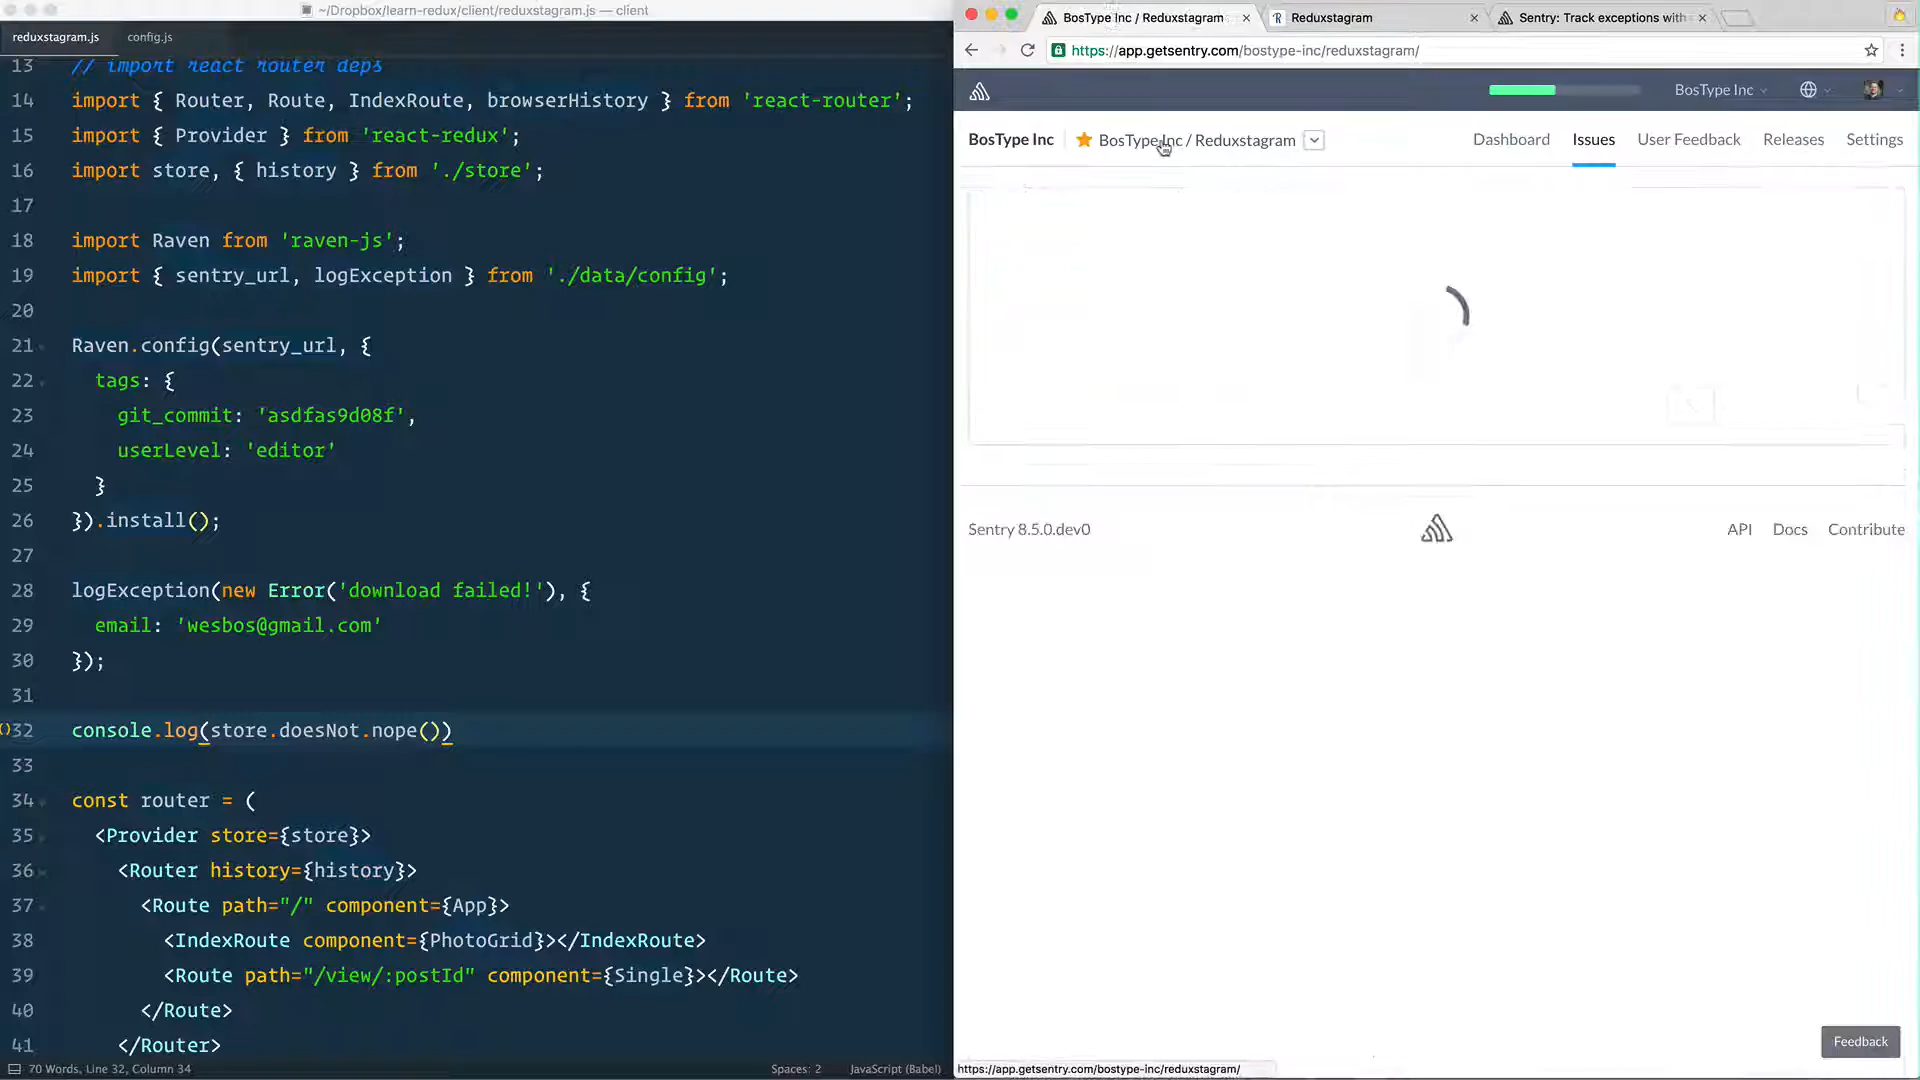 ~/Dropbox/learn-redux/client/reduxstagram.js — client
reduxstagram.js
config.js
13 // import react router deps
14 import { Router, Route, IndexRoute, browserHistory } from 'react-router';
15 import { Provider } from 'react-redux';
16 import store, { history } from './store';
17
18 import Raven from 'raven-js';
19 import { sentry_url, logException } from './data/config';
20
21 Raven.config(sentry_url, {
22 tags: {
23 git_commit: 'asdfas9d08f',
24 userLevel: 'editor'
25 }
26 }).install();
27
28 logException(new Error('download failed!'), {
29 email: 'wesbos@gmail.com'
30 });
31
32 console.log(store.doesNot.nope())
33
34 const router = (
35 <Provider store={store}>
36 <Router history={history}>
37 <Route path="/" component={App}>
38 <IndexRoute component={PhotoGrid}></IndexRoute>
39 <Route path="/view/:postId" component={Single}></Route>
40 </Route>
41 </Router>
70 Words, Line 32, Column 34
Spaces: 2
JavaScript (Babel)
BosType Inc / Reduxstagram
Reduxstagram
Sentry: Track exceptions with
https://app.getsentry.com/bostype-inc/reduxstagram/
BosType Inc
BosType Inc
BosType Inc / Reduxstagram
Dashboard
Issues
User Feedback
Releases
Settings
Sentry 8.5.0.dev0
API
Docs
Contribute
Feedback
https://app.getsentry.com/bostype-inc/reduxstagram/